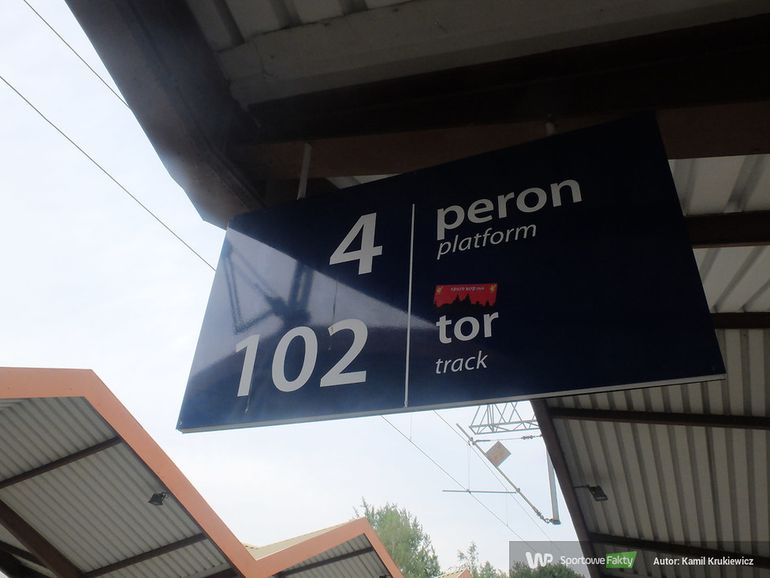 4
peron
platform
102
tor
track
WP SportoweFakty
Autor: Kamil Krukiewicz